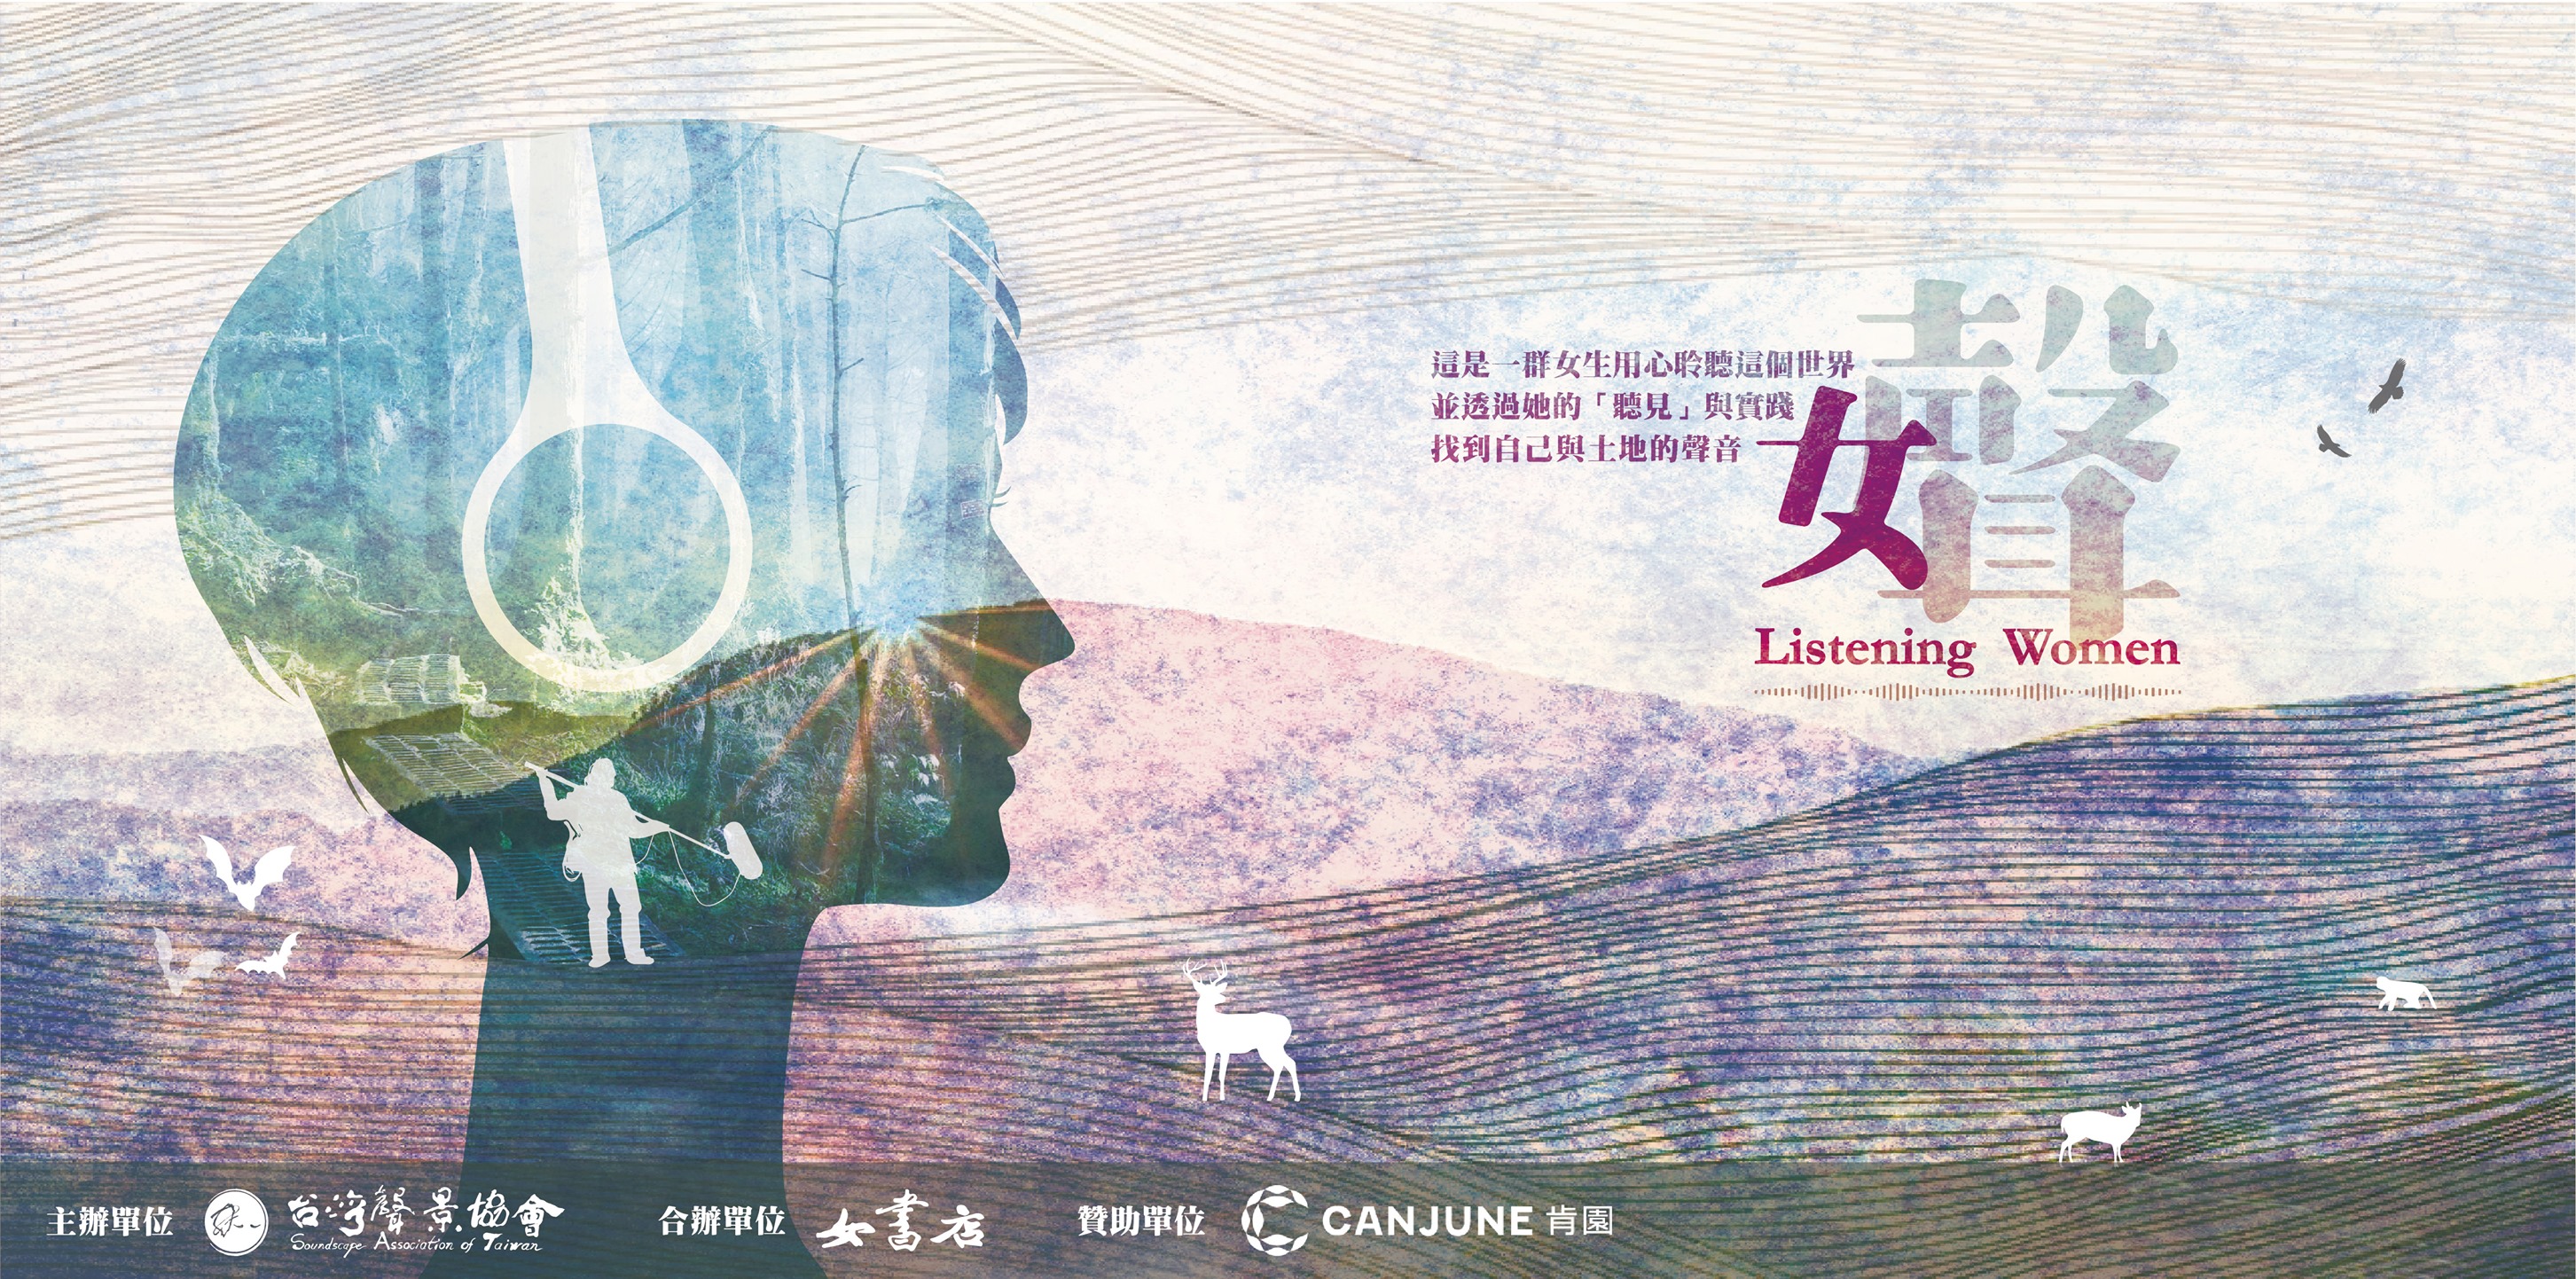 這是一群女生用心聆聽這個世界
並透過她的「聽見」與實踐
找到自己與土地的聲音
女聲
Listening Women
主辦單位 台灣聲景協會
Soundscape Association of Taiwan
合辦單位 女書店
贊助單位 CANJUNE 肯園